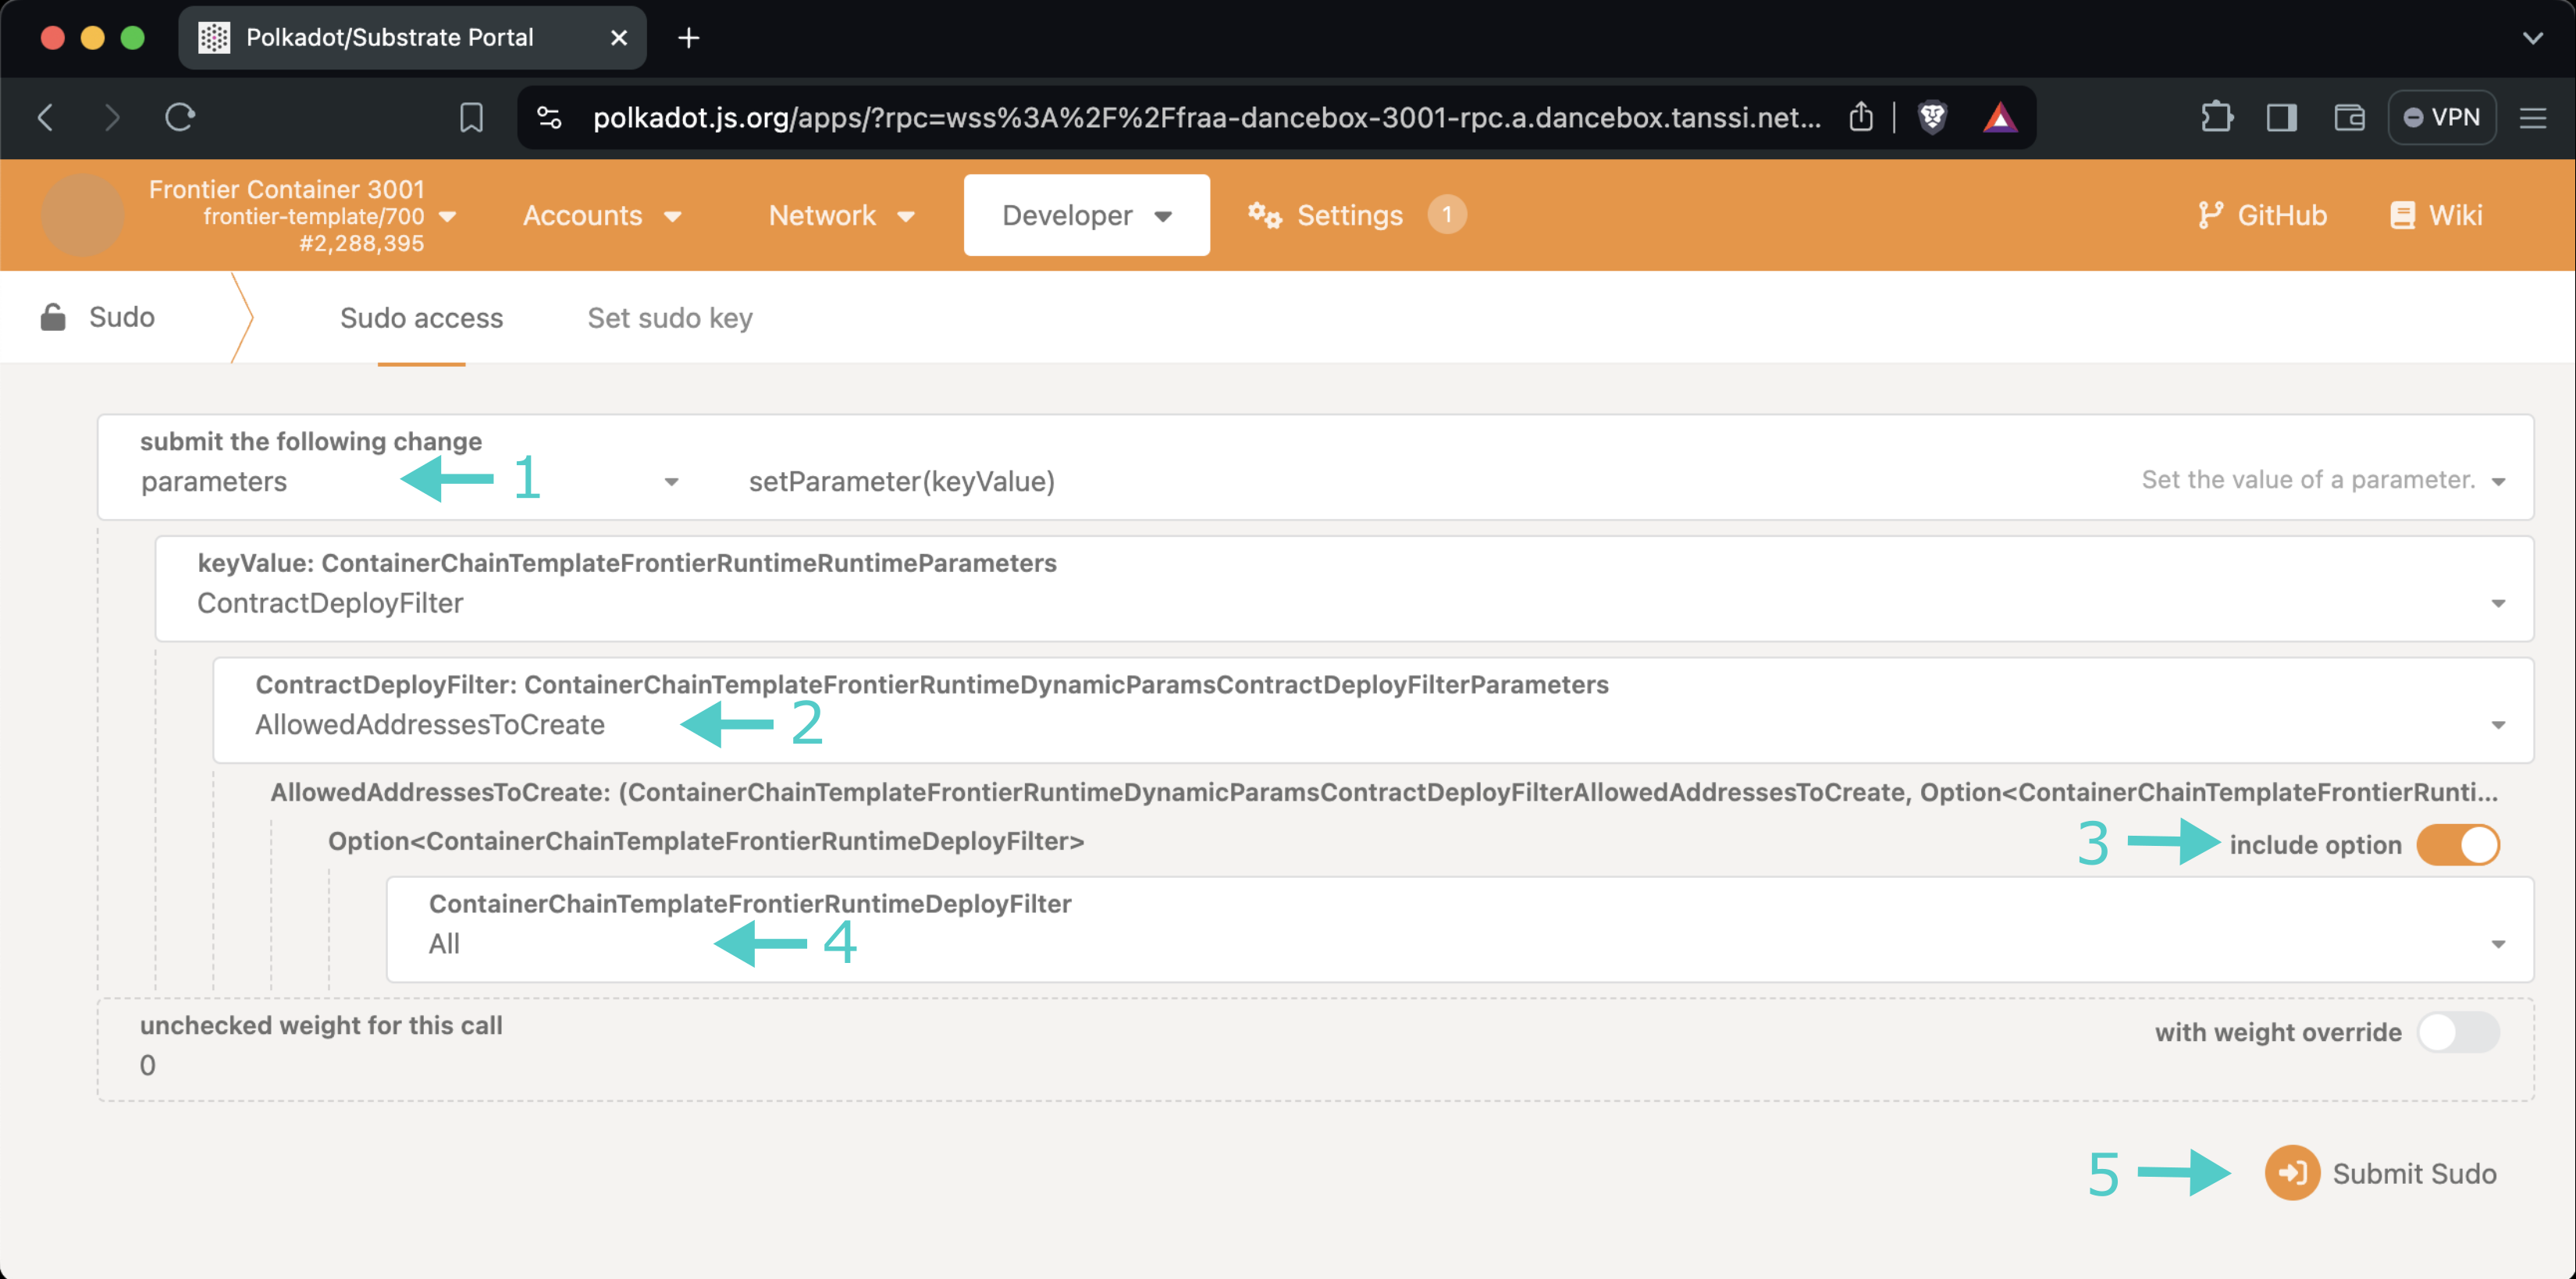 Polkadot/Substrate Portal
polkadot.js.org/apps/?rpc=wss%3A%2F%2Ffraa-dancebox-3001-rpc.a.dancebox.tanssi.net...
VPN
Frontier Container 3001
frontier-template/700
#2,288,395
Accounts
Network
Developer
Settings
1
GitHub
Wiki
Sudo
Sudo access
Set sudo key
submit the following change
parameters
1
setParameter(keyValue)
Set the value of a parameter.
keyValue: ContainerChainTemplateFrontierRuntimeRuntimeParameters
ContractDeployFilter
ContractDeployFilter: ContainerChainTemplateFrontierRuntimeDynamicParamsContractDeployFilterParameters
AllowedAddressesToCreate
2
AllowedAddressesToCreate: (ContainerChainTemplateFrontierRuntimeDynamicParamsContractDeployFilterAllowedAddressesToCreate, Option<ContainerChainTemplateFrontierRunti...
Option<ContainerChainTemplateFrontierRuntimeDeployFilter>
3
include option
ContainerChainTemplateFrontierRuntimeDeployFilter
All
4
unchecked weight for this call
0
with weight override
5
Submit Sudo